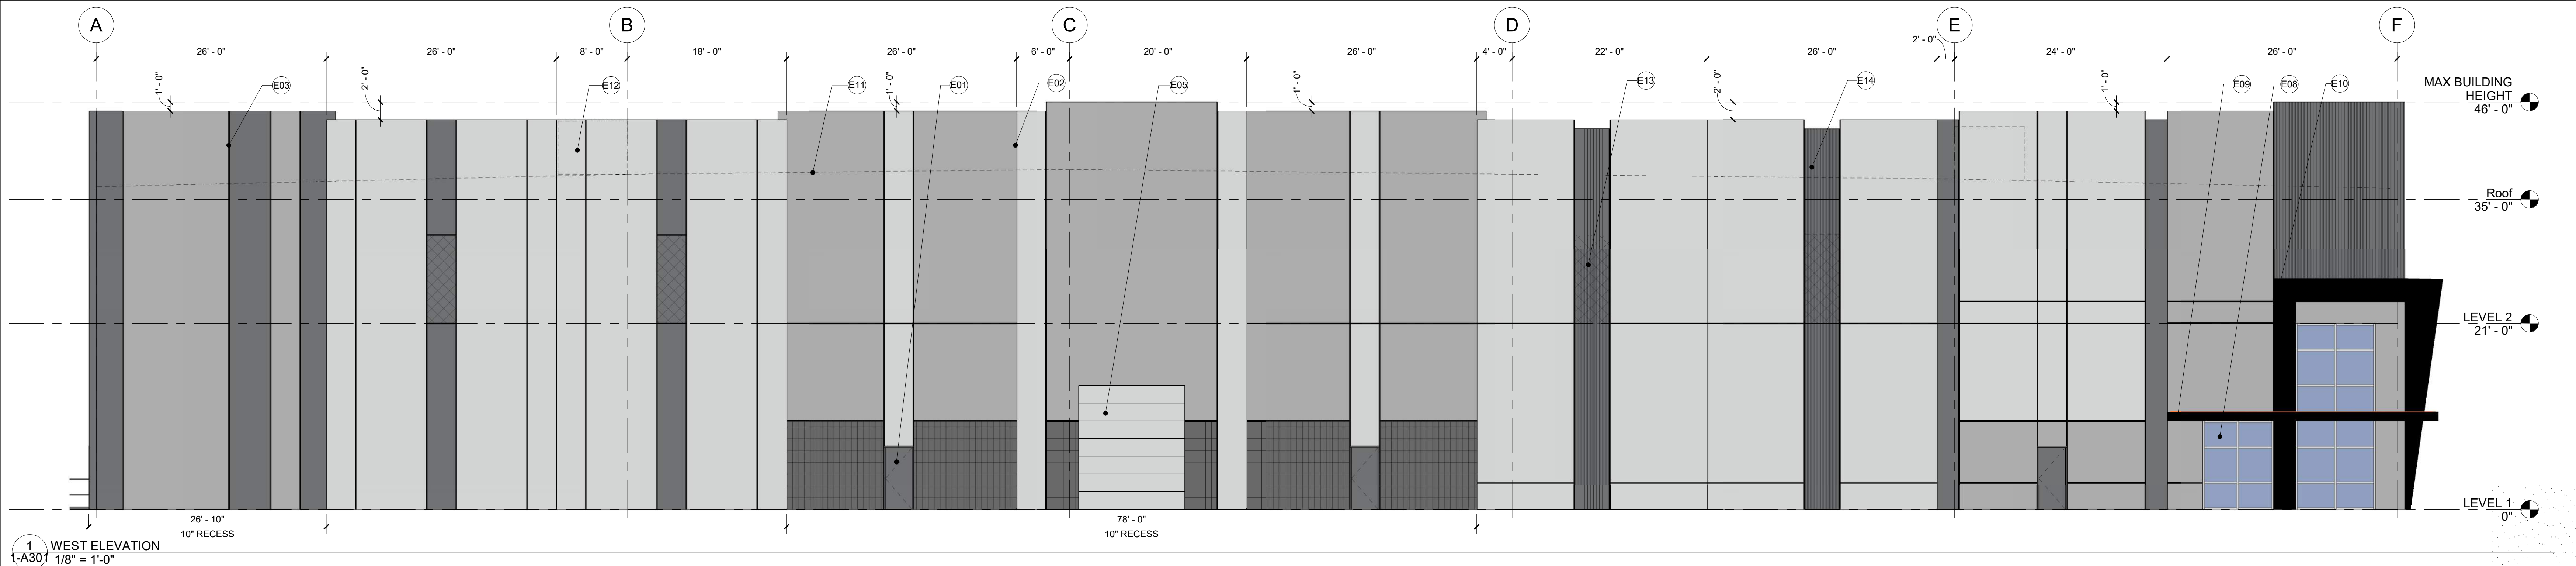 A
B
C
D
E
F
26' - 0"
26' - 0"
8' - 0"
18' - 0"
26' - 0"
6' - 0"
20' - 0"
26' - 0"
4' - 0"
22' - 0"
26' - 0"
2' - 0"
24' - 0"
26' - 0"
1' - 0"
E03
2' - 0"
E12
E11
1' - 0"
E01
E02
E05
1' - 0"
E13
2' - 0"
E14
1' - 0"
E09
E08
E10
MAX BUILDING
HEIGHT
46' - 0"
Roof
35' - 0"
LEVEL 2
21' - 0"
LEVEL 1
0"
26' - 10"
10" RECESS
78' - 0"
10" RECESS
1
1-A301
WEST ELEVATION
1/8" = 1'-0"